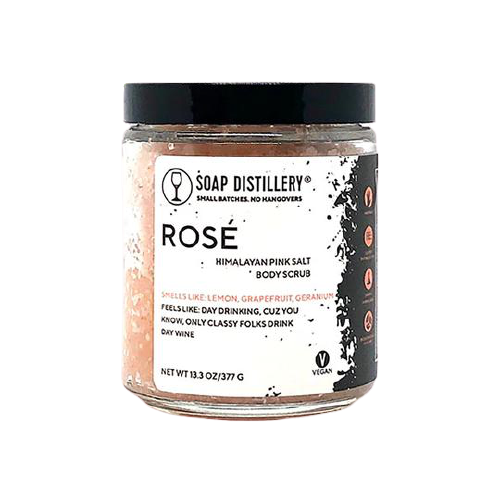 SOAP DISTILLERY©
SMALL BATCHES. NO HANGOVERS
ROSÉ
HIMALAYAN PINK SALT
BODY SCRUB
SMELLS LIKE: LEMON, GRAPEFRUIT, GERANIUM
FEELS LIKE: DAY DRINKING, CUZ YOU
KNOW, ONLY CLASSY FOLKS DRINK
DAY WINE
NET WT 13.3 OZ/377 G
V
VEGAN